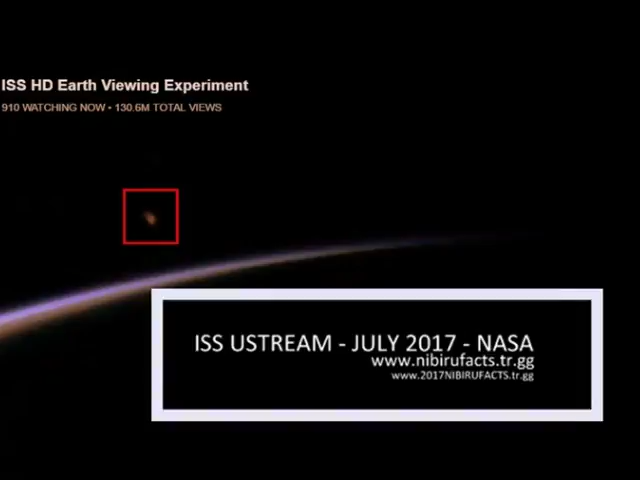 ISS HD Earth Viewing Experiment
910 WATCHING NOW • 130.6M TOTAL VIEWS
ISS USTREAM - JULY 2017 - NASA
www.nibirufacts.tr.gg
www.2017NIBIRUFACTS.tr.gg